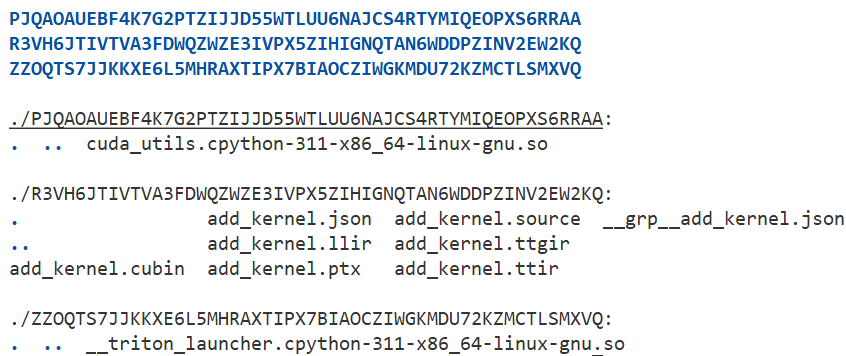 PJQAOAUEBF4K7G2PTZIJJD55WTLUU6NAJCS4RTYMIQEOPXS6RRAA
R3VH6JTIVTVA3FDWQZWZE3IVPX5ZIHIGNQTAN6WDDPZINV2EW2KQ
ZZOQTS7JJKKXE6L5MHRAXTIPX7BIAOCZIWGKMDU72KZMCTLSMXVQ
./PJQAOAUEBF4K7G2PTZIJJD55WTLUU6NAJCS4RTYMIQEOPXS6RRAA:
. .. cuda_utils.cpython-311-x86_64-linux-gnu.so
./R3VH6JTIVTVA3FDWQZWZE3IVPX5ZIHIGNQTAN6WDDPZINV2EW2KQ:
. add_kernel.json add_kernel.source __grp__add_kernel.json
.. add_kernel.llir add_kernel.ttgir
add_kernel.cubin add_kernel.ptx add_kernel.ttir
./ZZOQTS7JJKKXE6L5MHRAXTIPX7BIAOCZIWGKMDU72KZMCTLSMXVQ:
. .. __triton_launcher.cpython-311-x86_64-linux-gnu.so